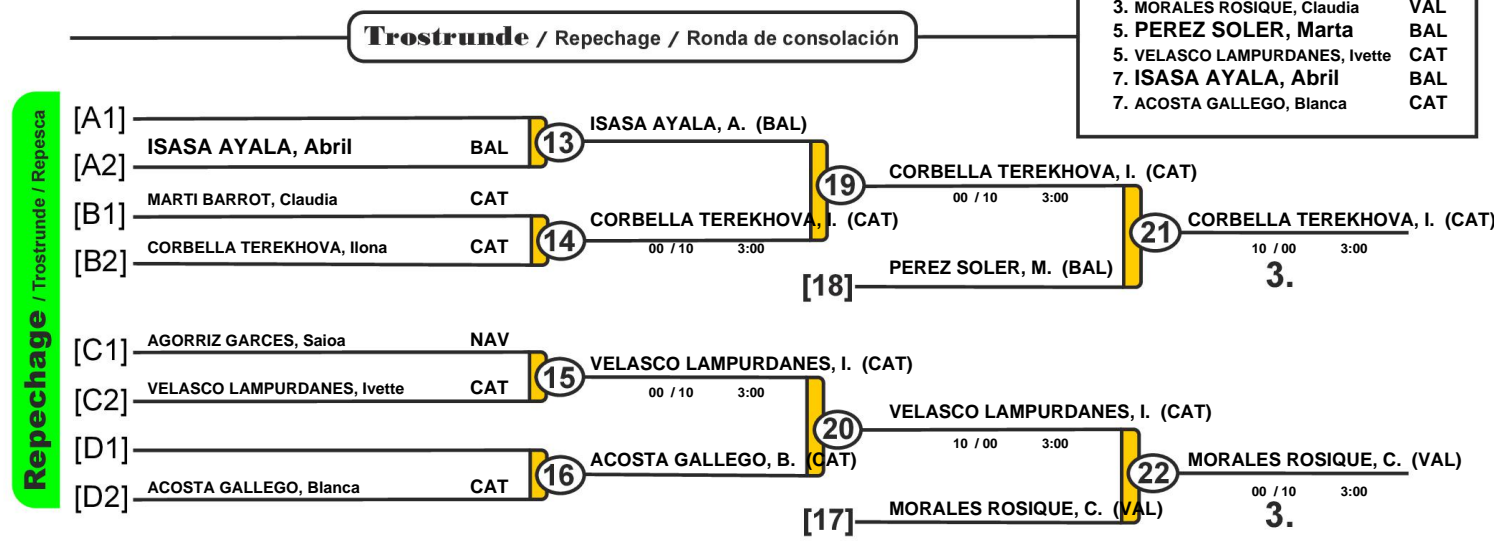 3. MORALES ROSIQUE, Claudia VAL
Trostrunde / Repechage / Ronda de consolación
5. PEREZ SOLER, Marta BAL
5. VELASCO LAMPURDANES, Ivette CAT
7. ISASA AYALA, Abril BAL
7. ACOSTA GALLEGO, Blanca CAT
Repechage / Trostrunde / Repesca
[A1]
ISASA AYALA, Abril BAL
[A2]
13
ISASA AYALA, A. (BAL)
MARTI BARROT, Claudia CAT
[B1]
CORBELLA TEREKHOVA, Ilona CAT
[B2]
14
CORBELLA TEREKHOVA, I. (CAT)
00 / 10 3:00
19
CORBELLA TEREKHOVA, I. (CAT)
00 / 10 3:00
[18]
PEREZ SOLER, M. (BAL)
21
CORBELLA TEREKHOVA, I. (CAT)
10 / 00 3:00
3.
AGORRIZ GARCES, Saioa NAV
[C1]
VELASCO LAMPURDANES, Ivette CAT
[C2]
15
VELASCO LAMPURDANES, I. (CAT)
00 / 10 3:00
[D1]
ACOSTA GALLEGO, Blanca CAT
[D2]
16
ACOSTA GALLEGO, B. (CAT)
20
VELASCO LAMPURDANES, I. (CAT)
10 / 00 3:00
[17]
MORALES ROSIQUE, C. (VAL)
22
MORALES ROSIQUE, C. (VAL)
00 / 10 3:00
3.